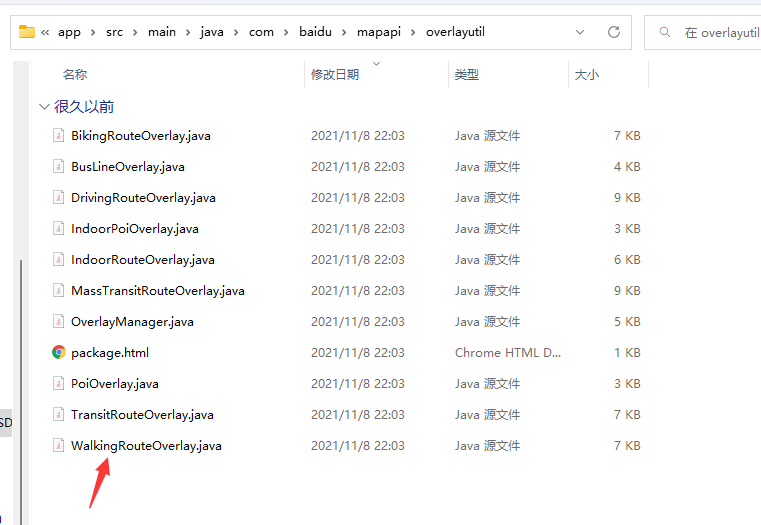 « app › src › main › java › com › baidu › mapapi › overlayutil
在 overlayutil
名称 修改日期 类型 大小
很久以前
BikingRouteOverlay.java 2021/11/8 22:03 Java 源文件 7 KB
BusLineOverlay.java 2021/11/8 22:03 Java 源文件 4 KB
DrivingRouteOverlay.java 2021/11/8 22:03 Java 源文件 9 KB
IndoorPoiOverlay.java 2021/11/8 22:03 Java 源文件 3 KB
IndoorRouteOverlay.java 2021/11/8 22:03 Java 源文件 6 KB
MassTransitRouteOverlay.java 2021/11/8 22:03 Java 源文件 9 KB
OverlayManager.java 2021/11/8 22:03 Java 源文件 5 KB
package.html 2021/11/8 22:03 Chrome HTML D... 1 KB
PoiOverlay.java 2021/11/8 22:03 Java 源文件 3 KB
TransitRouteOverlay.java 2021/11/8 22:03 Java 源文件 7 KB
SD
WalkingRouteOverlay.java 2021/11/8 22:03 Java 源文件 7 KB